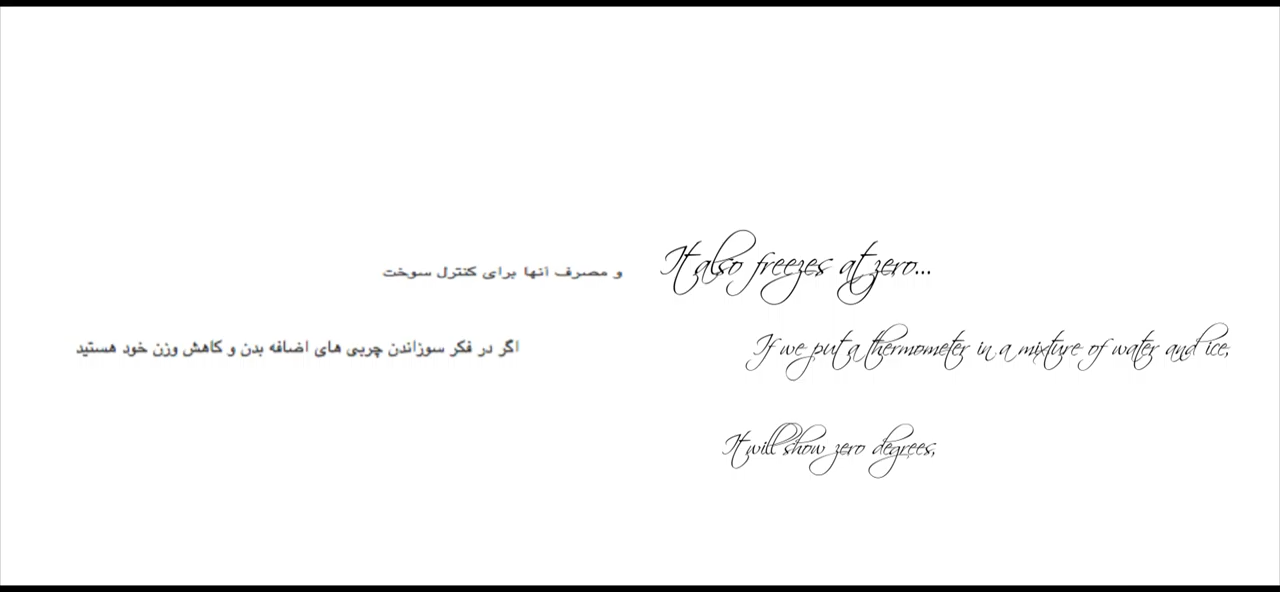 و مصرف آنها برای کنترل سوخت
It also freezes at zero...
اگر در فکر سوزاندن چربی های اضافه بدن و کاهش وزن خود هستید
If we put a thermometer in a mixture of water and ice,
It will show zero degrees,